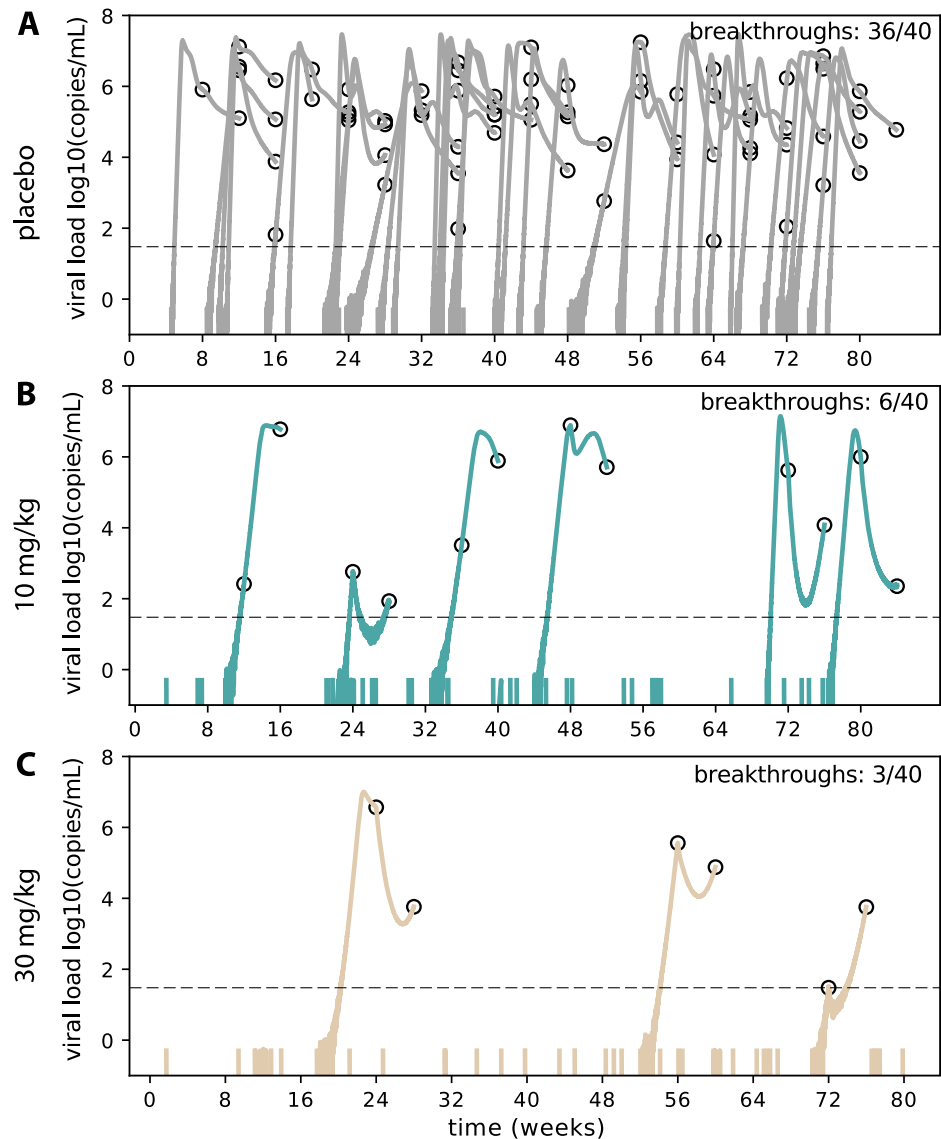 A
placebo
viral load log10(copies/mL)
breakthroughs: 36/40
8
6
4
2
0
0 8 16 24 32 40 48 56 64 72 80
B
10 mg/kg
viral load log10(copies/mL)
breakthroughs: 6/40
8
6
4
2
0
0 8 16 24 32 40 48 56 64 72 80
C
30 mg/kg
viral load log10(copies/mL)
breakthroughs: 3/40
8
6
4
2
0
0 8 16 24 32 40 48 56 64 72 80
time (weeks)